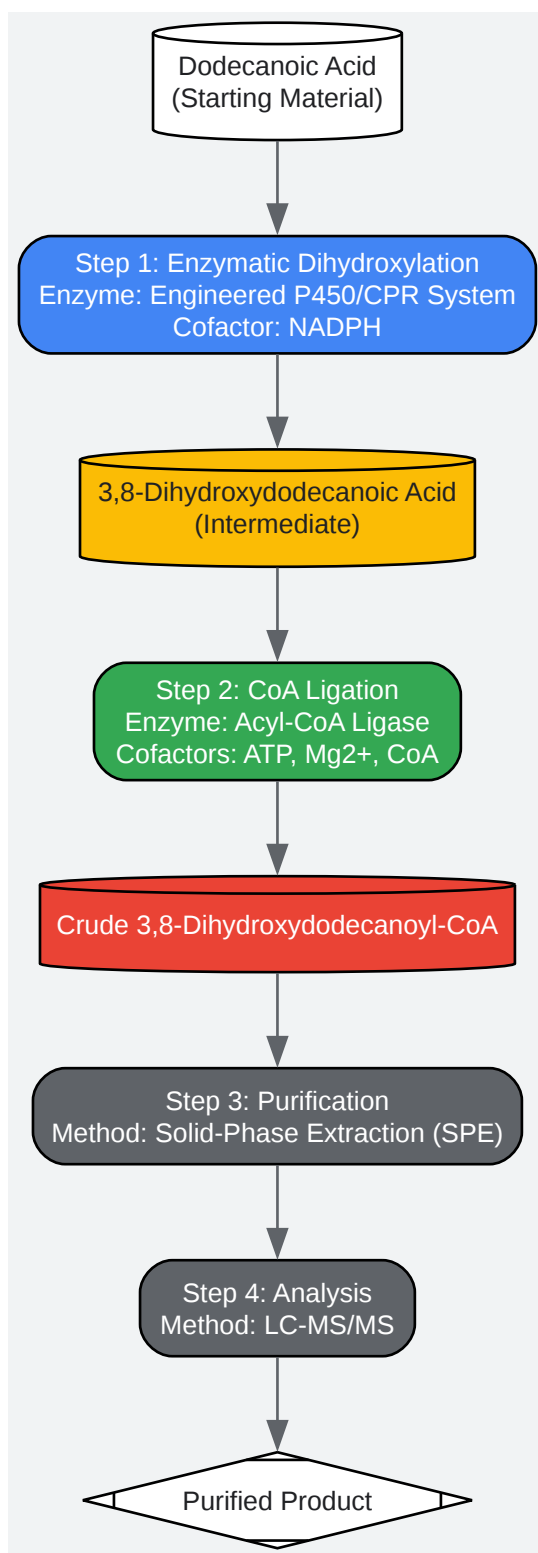 Dodecanoic Acid
(Starting Material)
Step 1: Enzymatic Dihydroxylation
Enzyme: Engineered P450/CPR System
Cofactor: NADPH
3,8-Dihydroxydodecanoic Acid
(Intermediate)
Step 2: CoA Ligation
Enzyme: Acyl-CoA Ligase
Cofactors: ATP, Mg2+, CoA
Crude 3,8-Dihydroxydodecanoyl-CoA
Step 3: Purification
Method: Solid-Phase Extraction (SPE)
Step 4: Analysis
Method: LC-MS/MS
Purified Product